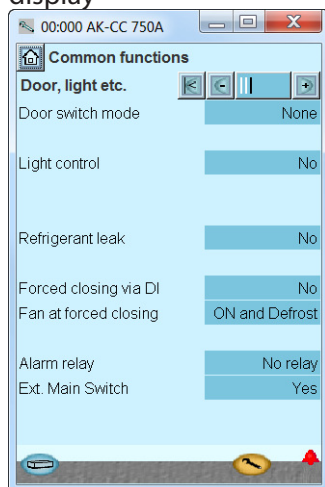 display
00:000 AK-CC 750A
Common functions
Door, light etc.
Door switch mode None
Light control No
Refrigerant leak No
Forced closing via DI No
Fan at forced closing ON and Defrost
Alarm relay No relay
Ext. Main Switch Yes